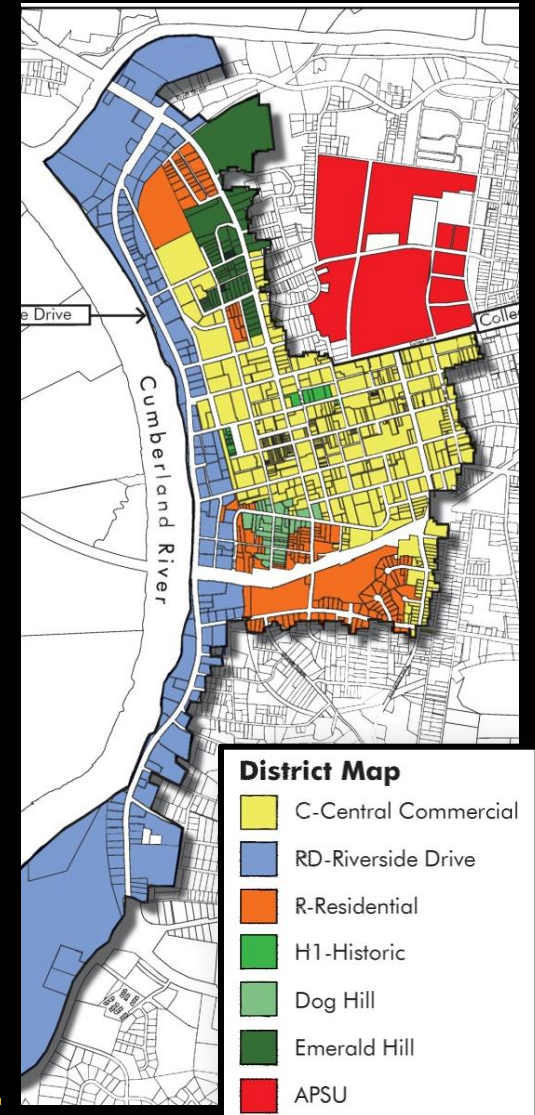 e Drive
Colle
Cumberland River
District Map
C-Central Commercial
RD-Riverside Drive
R-Residential
H1-Historic
Dog Hill
Emerald Hill
APSU